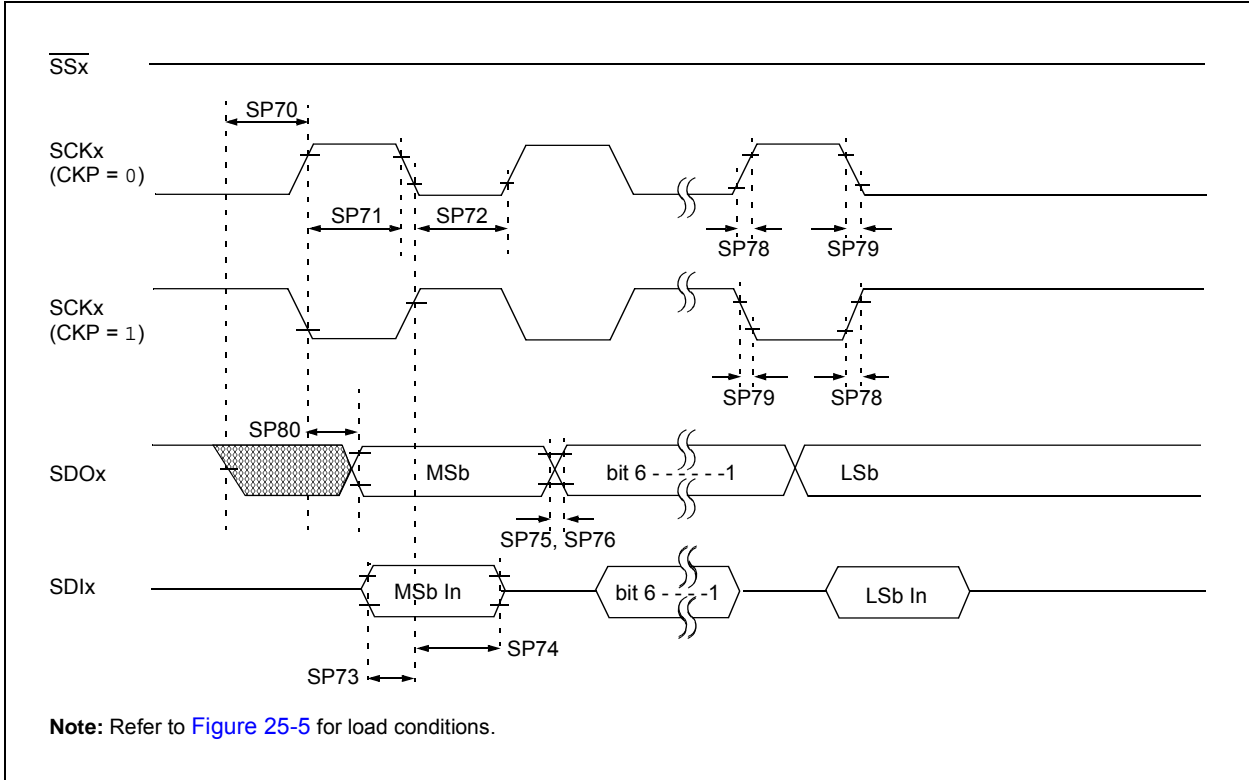 SSx
SP70
SCKx
(CKP = 0)
SP71
SP72
SP78
SP79
SCKx
(CKP = 1)
SP79
SP78
SP80
SDOx
MSb
bit 6 - - - - - -1
LSb
SP75, SP76
SDIx
MSb In
bit 6 - - - - -1
LSb In
SP74
SP73
Note: Refer to Figure 25-5 for load conditions.